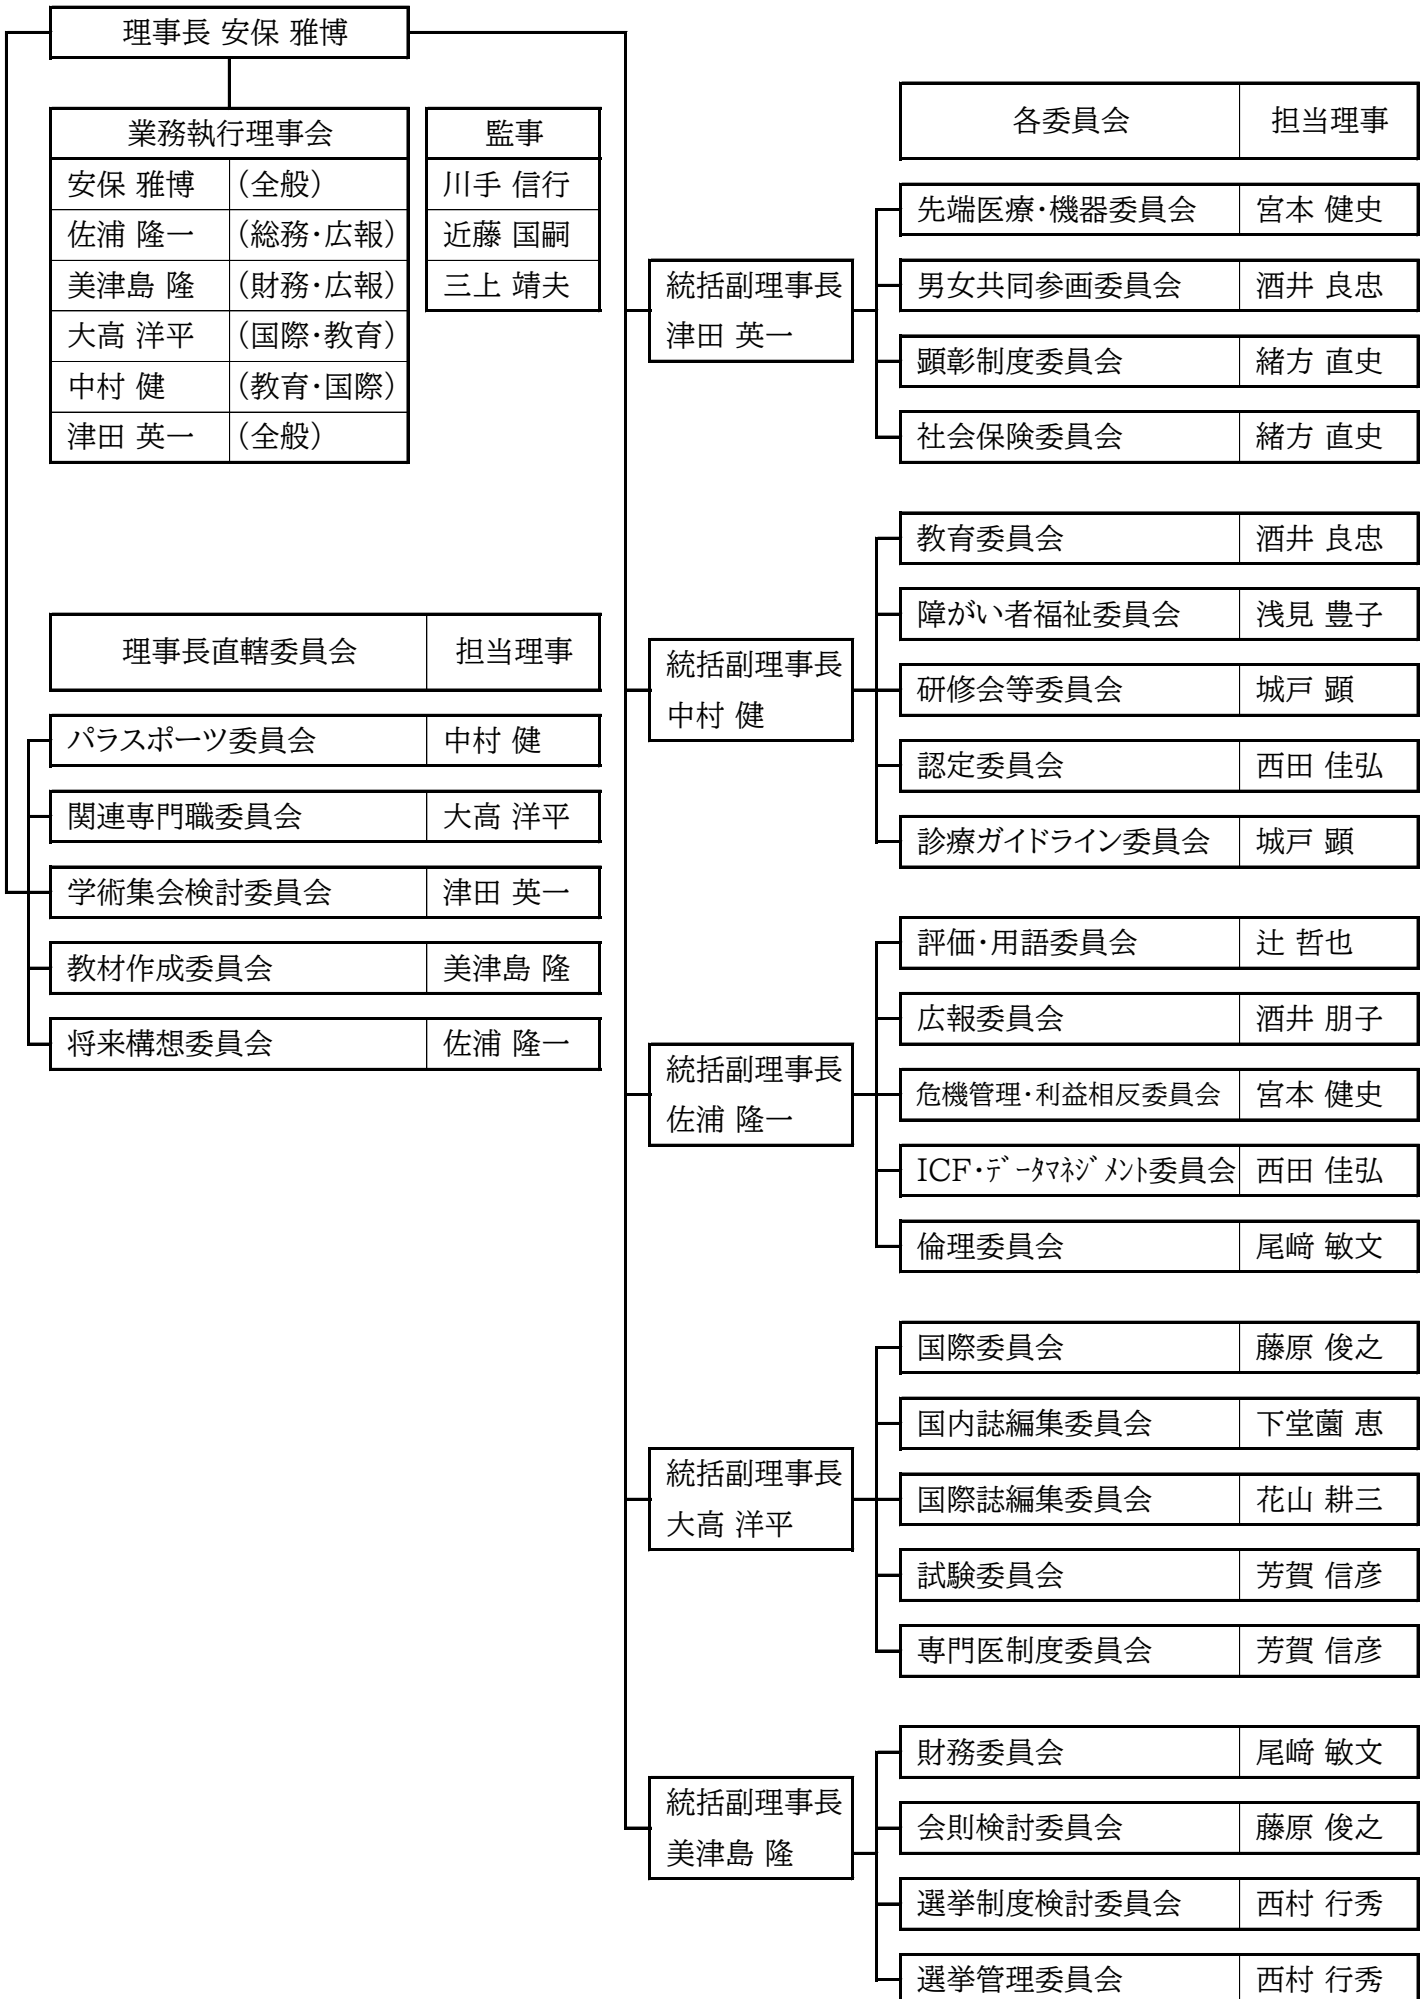 理事長 安保 雅博
業務執行理事会
安保 雅博 (全般)
佐浦 隆一 (総務・広報)
美津島 隆 (財務・広報)
大高 洋平 (国際・教育)
中村 健 (教育・国際)
津田 英一 (全般)
監事
川手 信行
近藤 国嗣
三上 靖夫
理事長直轄委員会 担当理事
パラスポーツ委員会 中村 健
関連専門職委員会 大高 洋平
学術集会検討委員会 津田 英一
教材作成委員会 美津島 隆
将来構想委員会 佐浦 隆一
各委員会 担当理事
統括副理事長
津田 英一
先端医療・機器委員会 宮本 健史
男女共同参画委員会 酒井 良忠
顕彰制度委員会 緒方 直史
社会保険委員会 緒方 直史
統括副理事長
中村 健
教育委員会 酒井 良忠
障がい者福祉委員会 浅見 豊子
研修会等委員会 城戸 顕
認定委員会 西田 佳弘
診療ガイドライン委員会 城戸 顕
統括副理事長
佐浦 隆一
評価・用語委員会 辻 哲也
広報委員会 酒井 朋子
危機管理・利益相反委員会 宮本 健史
ICF・ﾃﾞｰﾀﾏﾈｼﾞﾒﾝﾄ委員会 西田 佳弘
倫理委員会 尾﨑 敏文
統括副理事長
大高 洋平
国際委員会 藤原 俊之
国内誌編集委員会 下堂薗 恵
国際誌編集委員会 花山 耕三
試験委員会 芳賀 信彦
専門医制度委員会 芳賀 信彦
統括副理事長
美津島 隆
財務委員会 尾﨑 敏文
会則検討委員会 藤原 俊之
選挙制度検討委員会 西村 行秀
選挙管理委員会 西村 行秀